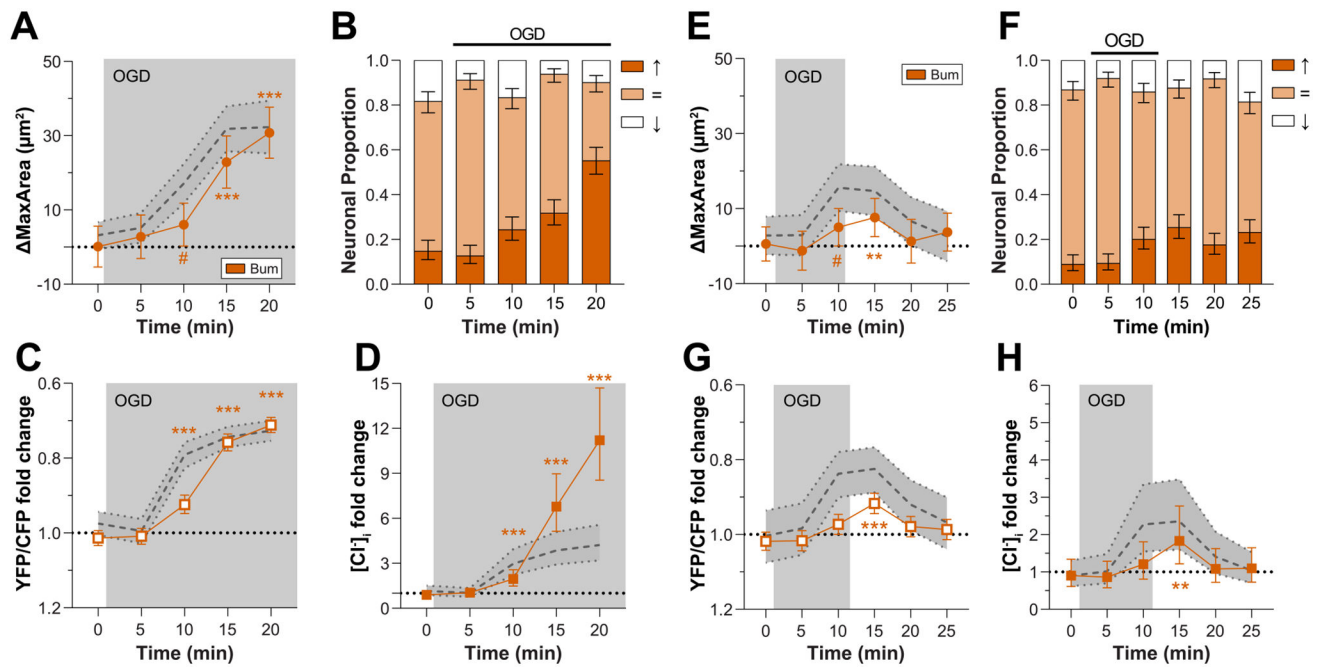 A
ΔMaxArea (µm²)
50
30
10
-10
OGD
***
***
#
Bum
0 5 10 15 20
Time (min)
B
OGD
Neuronal Proportion
1.0
0.8
0.6
0.4
0.2
0.0
↑
=
↓
0 5 10 15 20
Time (min)
E
ΔMaxArea (µm²)
50
30
10
-10
OGD
Bum
#
**
0 5 10 15 20 25
Time (min)
F
OGD
Neuronal Proportion
1.0
0.8
0.6
0.4
0.2
0.0
↑
=
↓
0 5 10 15 20 25
Time (min)
C
YFP/CFP fold change
0.6
0.8
1.0
1.2
OGD
***
***
***
0 5 10 15 20
Time (min)
D
[Cl⁻]ᵢ fold change
15
12
9
6
3
0
OGD
***
***
***
0 5 10 15 20
Time (min)
G
YFP/CFP fold change
0.6
0.8
1.0
1.2
OGD
***
0 5 10 15 20 25
Time (min)
H
[Cl⁻]ᵢ fold change
6
5
4
3
2
1
0
OGD
**
0 5 10 15 20 25
Time (min)